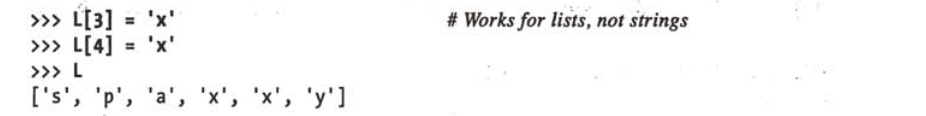 >>> L[3] = 'x' # Works for lists, not strings
>>> L[4] = 'x'
>>> L
['s', 'p', 'a', 'x', 'x', 'y']